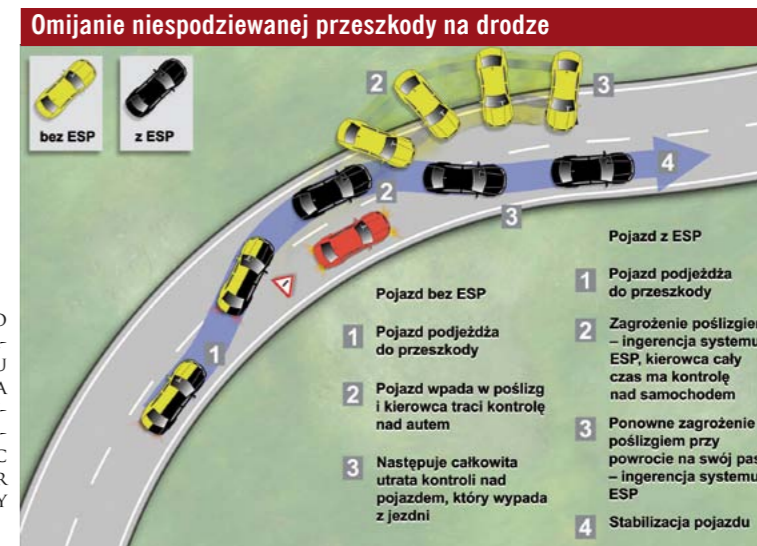 Omijanie niespodziewanej przeszkody na drodze
bez ESP
z ESP
2
3
2
4
3
1
Pojazd bez ESP
1 Pojazd podjeżdża
do przeszkody
2 Pojazd wpada w poślizg
i kierowca traci kontrolę
nad autem
3 Następuje całkowita
utrata kontroli nad
pojazdem, który wypada
z jezdni
Pojazd z ESP
1 Pojazd podjeżdża
do przeszkody
2 Zagrożenie
– ingerencja systemu
ESP, kierowca cały
czas ma kontrolę
nad samochodem
3 Ponowne zagrożenie
poślizgiem przy
powrocie na swój pas
– ingerencja systemu
ESP
4 Stabilizacja pojazdu